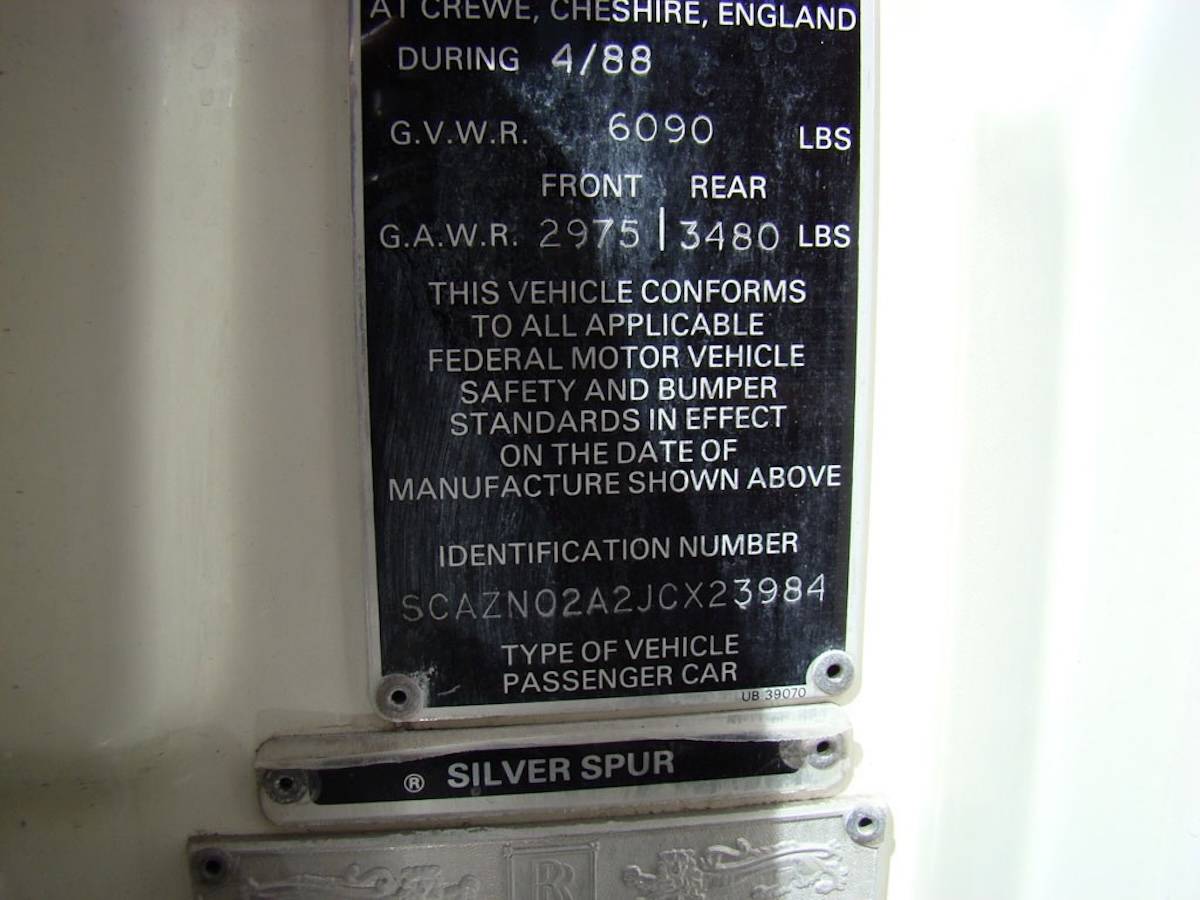 AT CREWE, CHESHIRE, ENGLAND
DURING 4/88
G.V.W.R. 6090 LBS
FRONT REAR
G.A.W.R. 2975 | 3480 LBS
THIS VEHICLE CONFORMS
TO ALL APPLICABLE
FEDERAL MOTOR VEHICLE
SAFETY AND BUMPER
STANDARDS IN EFFECT
ON THE DATE OF
MANUFACTURE SHOWN ABOVE
IDENTIFICATION NUMBER
SCAZN02A2JCX23984
TYPE OF VEHICLE
PASSENGER CAR
UB 39070
® SILVER SPUR
RR